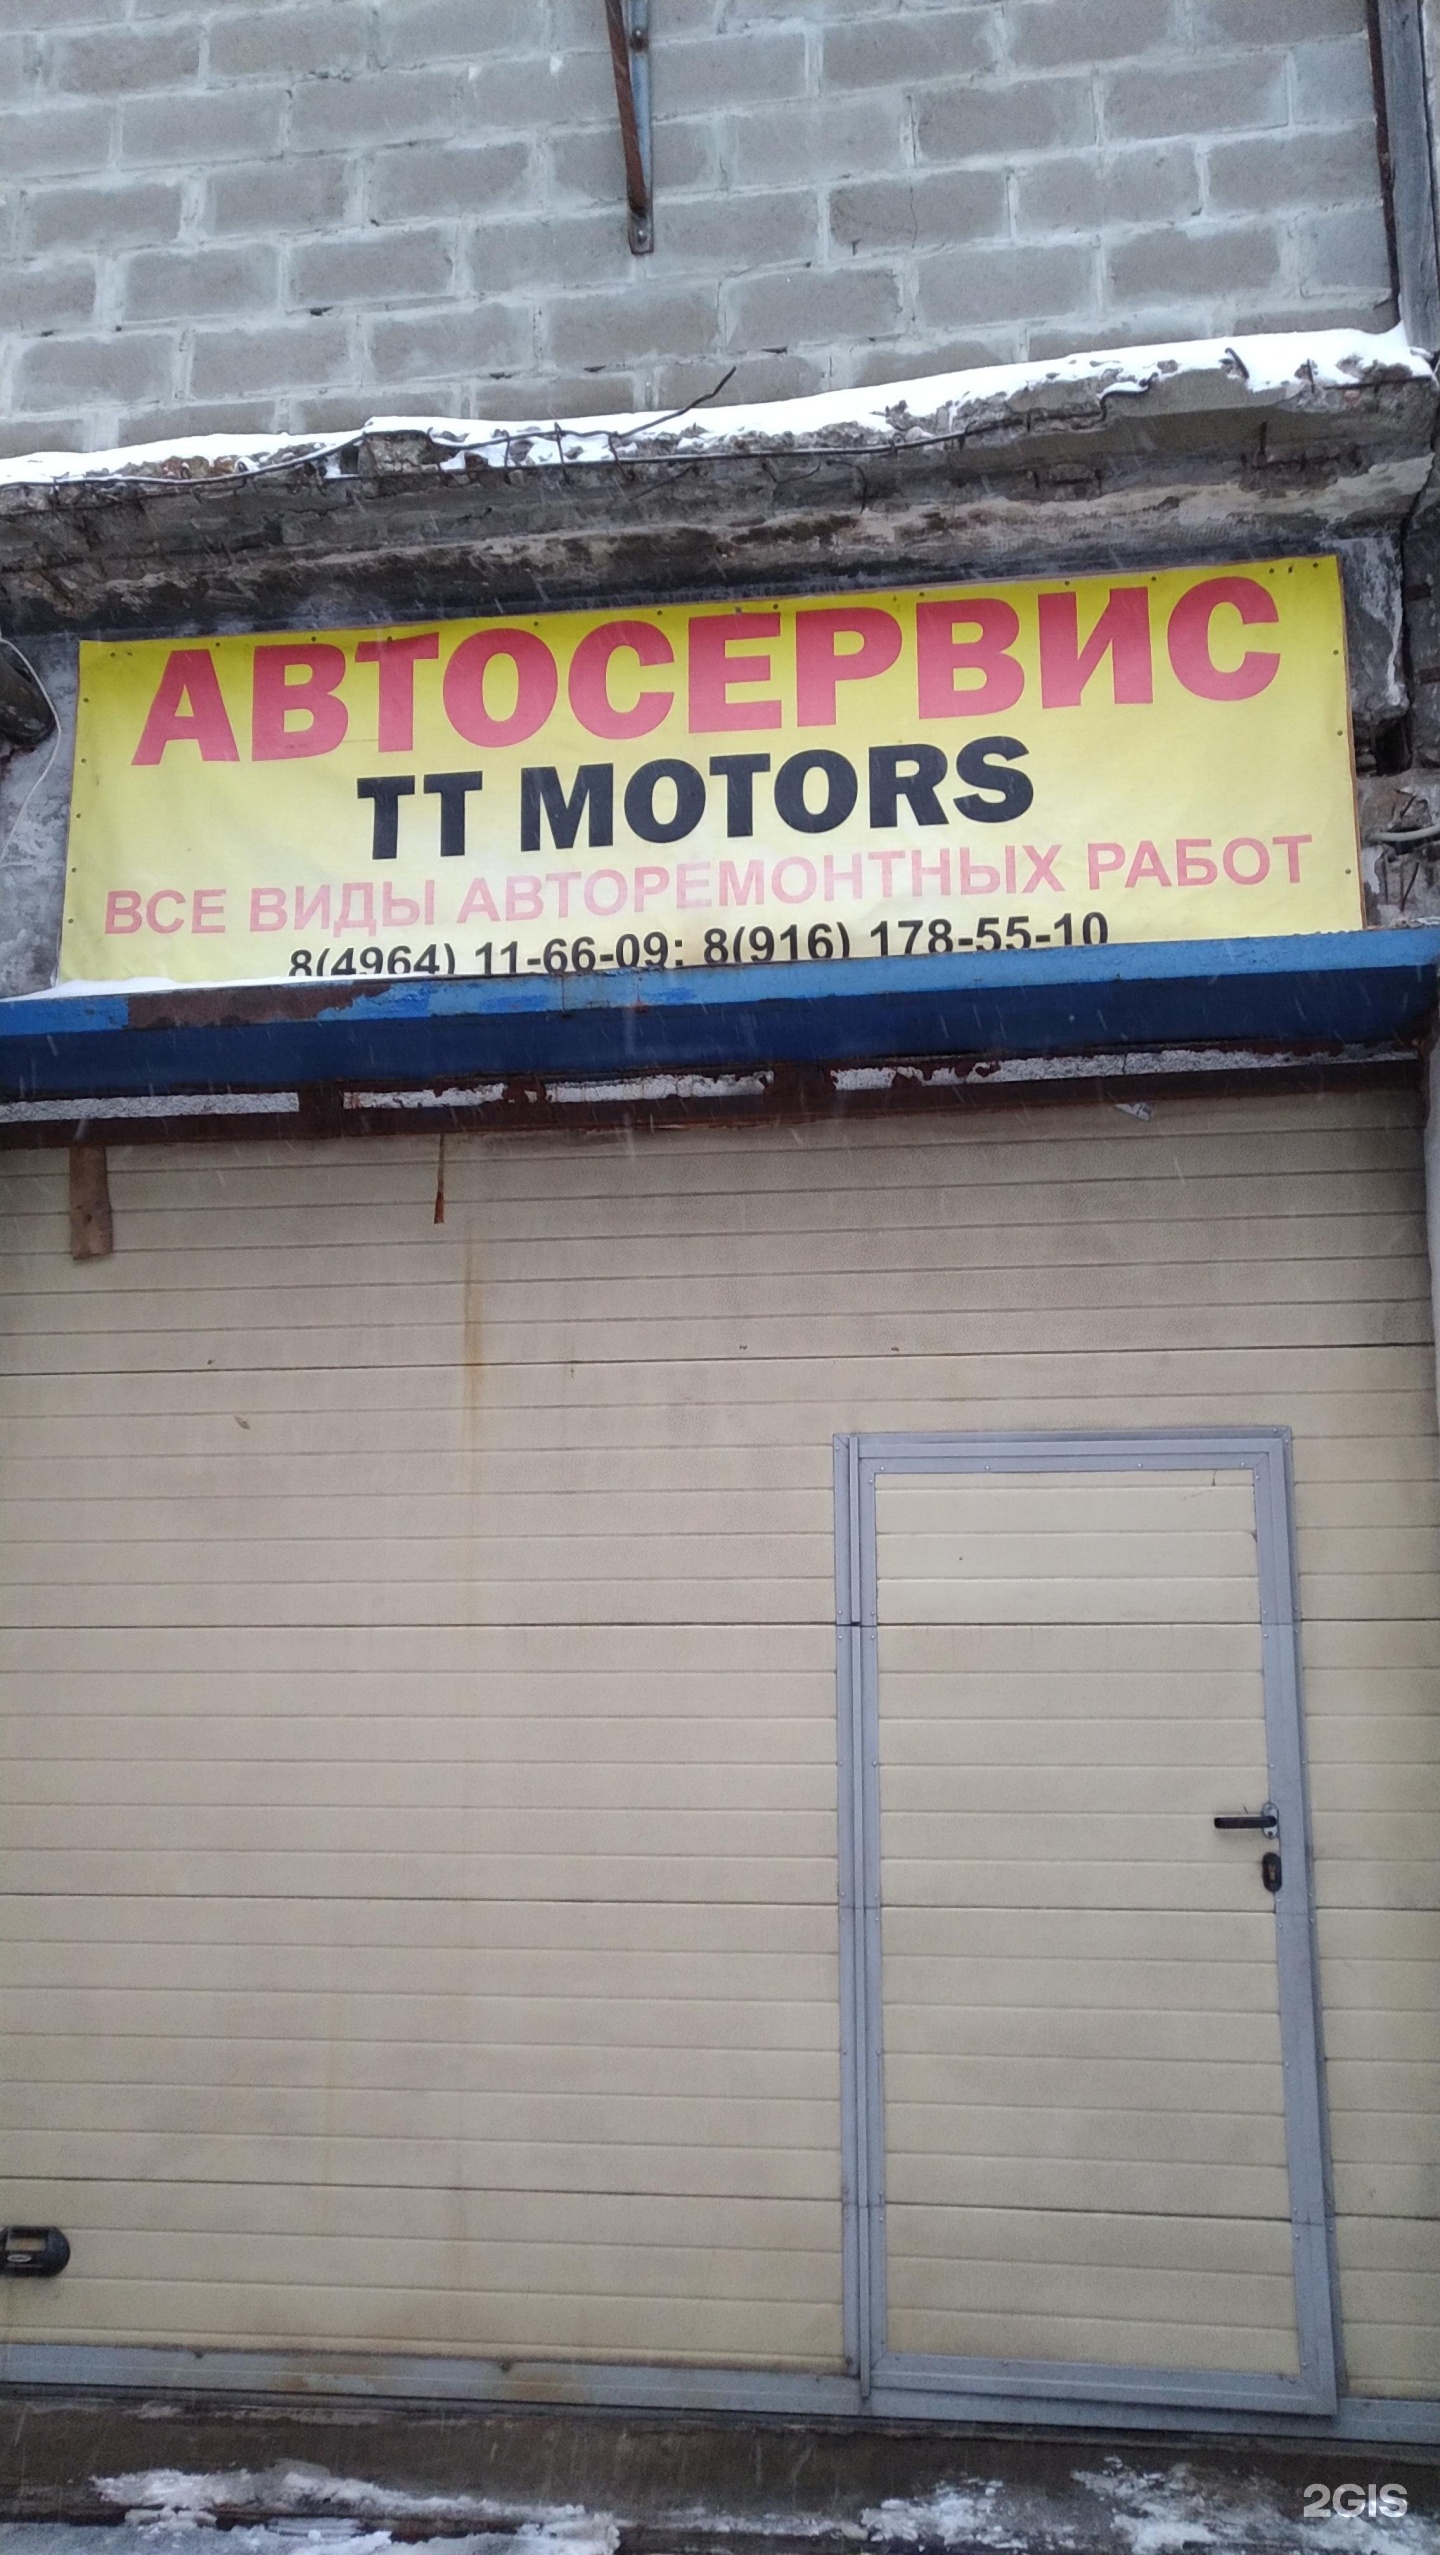 АВТОСЕРВИС
TT MOTORS
ВСЕ ВИДЫ АВТОРЕМОНТНЫХ РАБОТ
8(4964) 11-66-09; 8(916) 178-55-10
2GIS